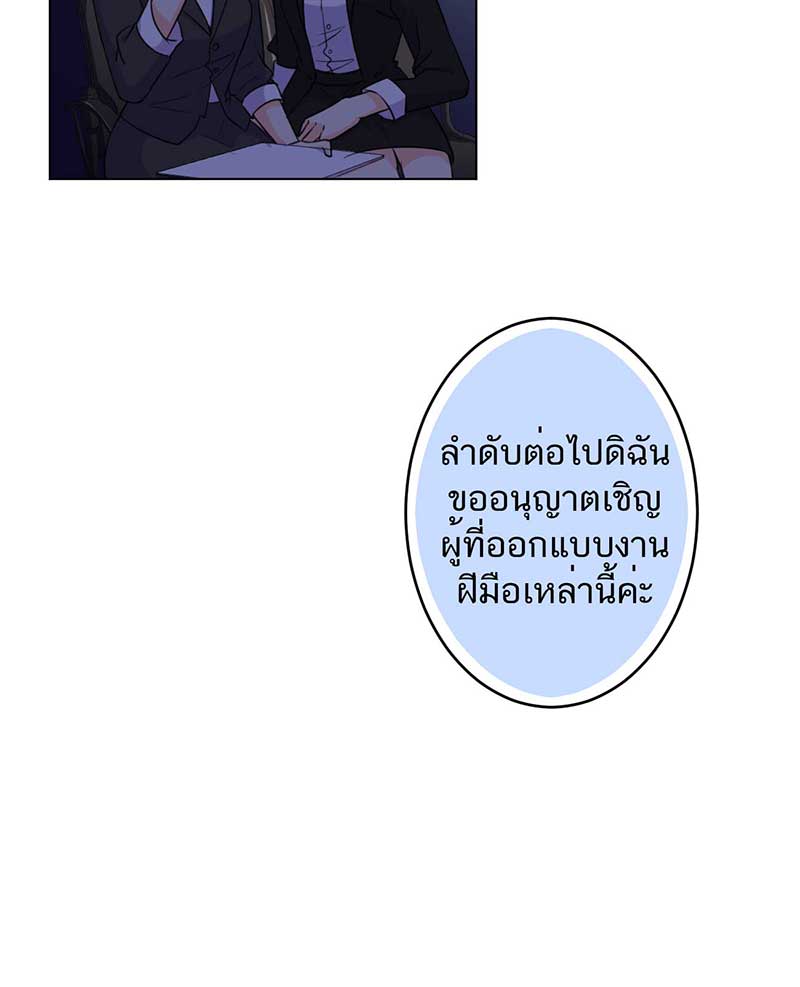 ลำดับต่อไปดิฉัน
ขออนุญาตเชิญ
ผู้ที่ออกแบบงาน
ฝีมือเหล่านี้ค่ะ